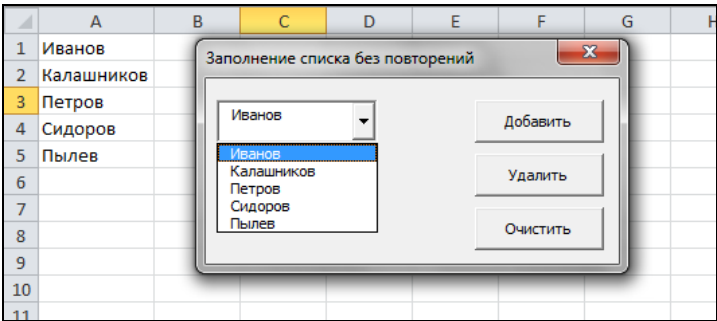 A B C D E F G H
Заполнение списка без повторений
1 Иванов
2 Калашников
3 Петров
4 Сидоров
5 Пылев
6
7
8
9
10
11
Иванов
Иванов
Калашников
Петров
Сидоров
Пылев
Добавить
Удалить
Очистить